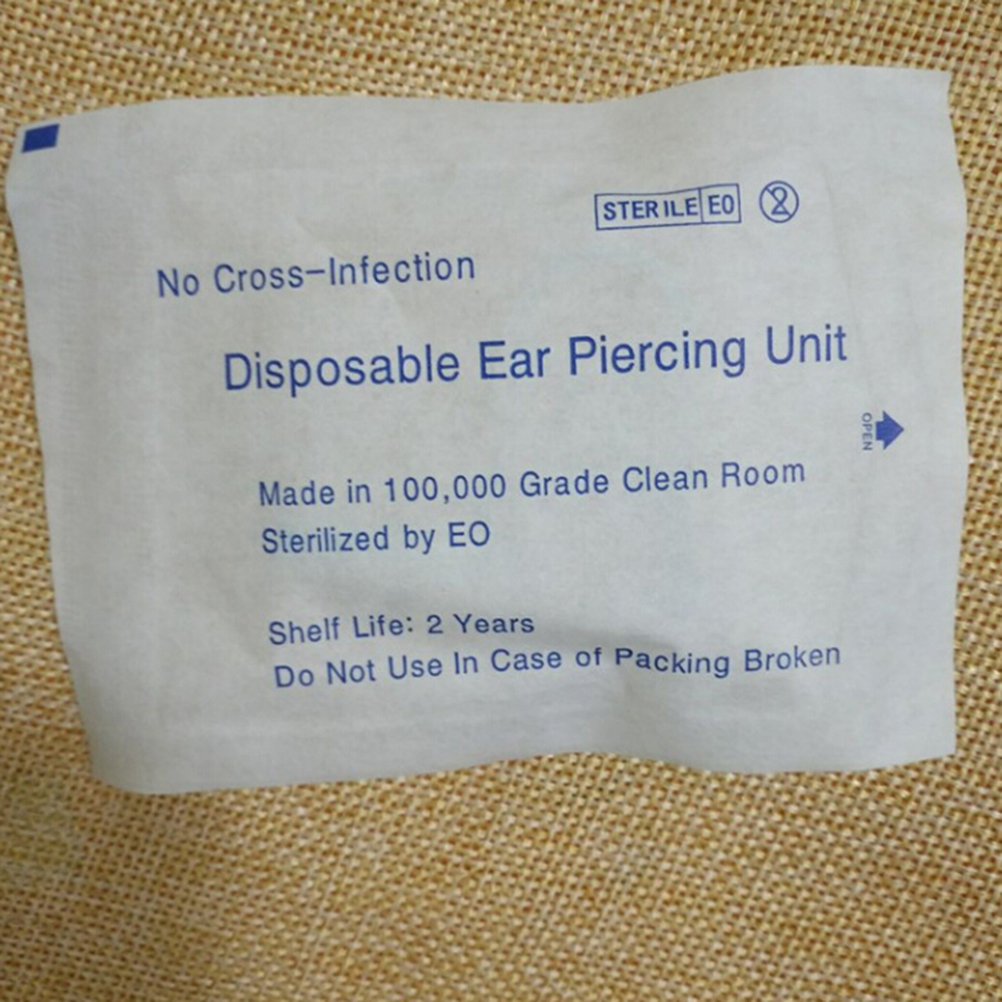 STERILE EO 2
No Cross-Infection
Disposable Ear Piercing Unit
OPEN
Made in 100,000 Grade Clean Room
Sterilized by EO
Shelf Life: 2 Years
Do Not Use In Case of Packing Broken